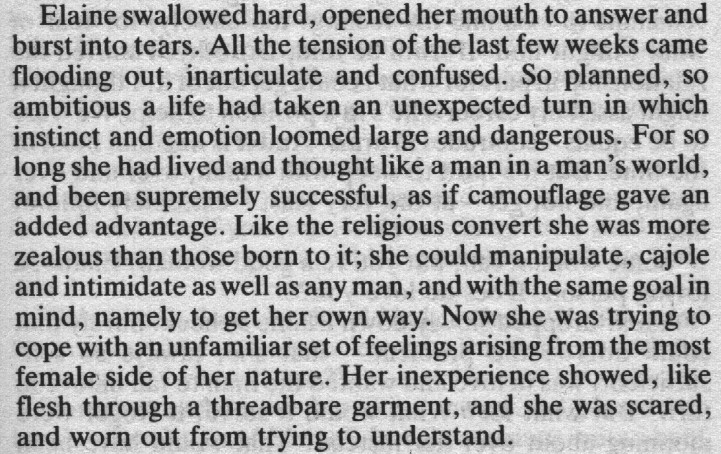 Elaine swallowed hard, opened her mouth to answer and
burst into tears. All the tension of the last few weeks came
flooding out, inarticulate and confused. So planned, so
ambitious a life had taken an unexpected turn in which
instinct and emotion loomed large and dangerous. For so
long she had lived and thought like a man in a man's world,
and been supremely successful, as if camouflage gave an
added advantage. Like the religious convert she was more
zealous than those born to it; she could manipulate, cajole
and intimidate as well as any man, and with the same goal in
mind, namely to get her own way. Now she was trying to
cope with an unfamiliar set of feelings arising from the most
female side of her nature. Her inexperience showed, like
flesh through a threadbare garment, and she was scared,
and worn out from trying to understand.